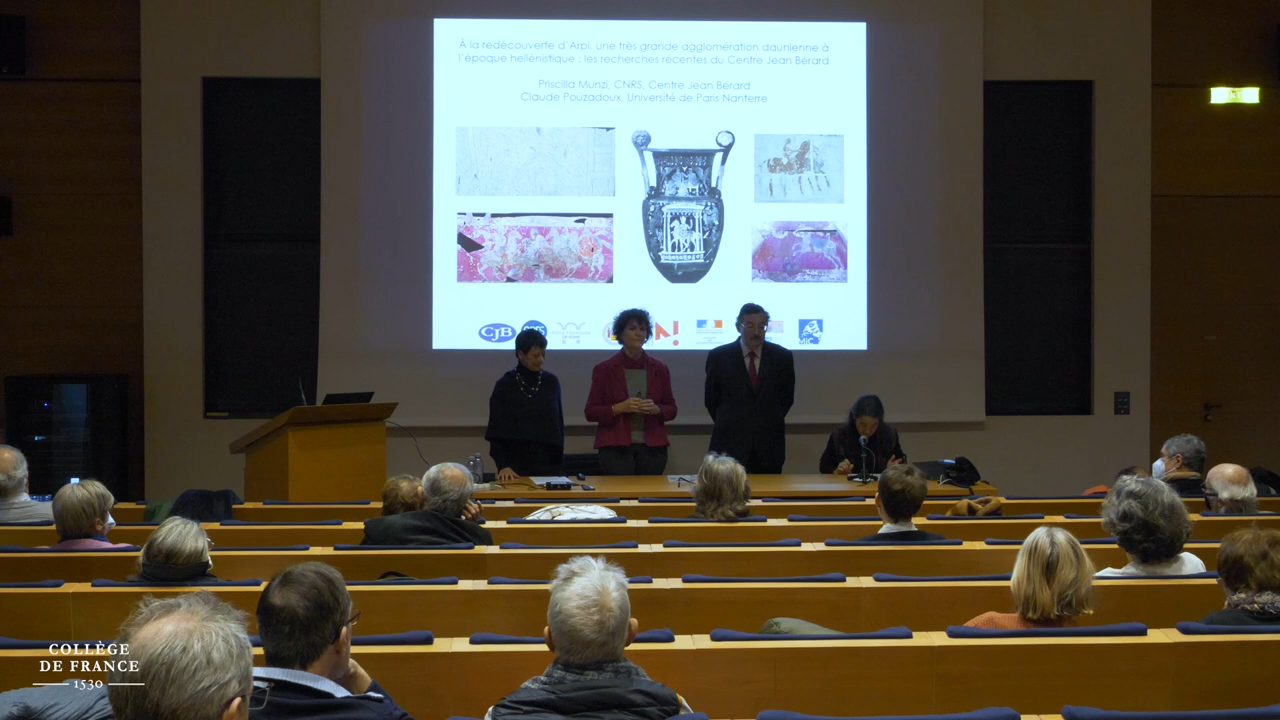 À la redécouverte d'Arpi, une très grande agglomération daunienne à
l'époque hellénistique : les recherches récentes du Centre Jean Bérard
Priscilla Munzi, CNRS, Centre Jean Bérard
Claude Pouzadoux, Université de Paris Nanterre
CJB
MiC
COLLÈGE
DE FRANCE
1530